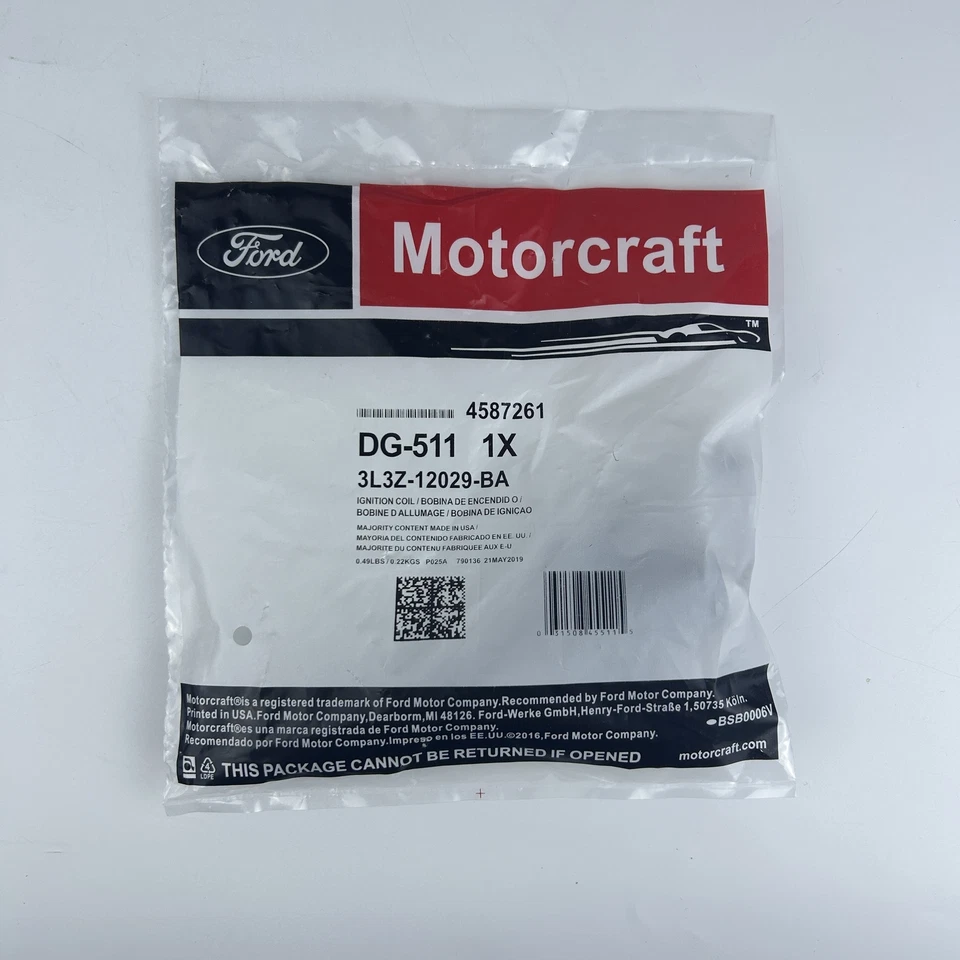 Ford
Motorcraft
TM
4587261
DG-511 1X
3L3Z-12029-BA
IGNITION COIL / BOBINA DE ENCENDID O /
BOBINE D ALLUMAGE / BOBINA DE IGNICAO
MAJORITY CONTENT MADE IN USA /
MAYORIA DEL CONTENIDO FABRICADO EN EE. UU. /
MAJORITE DU CONTENU FABRIQUEE AUX E-U
0.49LBS / 0.22KGS P025A 790136 21MAY2019
0 31508 45511 5
Motorcraft®is a registered trademark of Ford Motor Company.Recommended by Ford Motor Company.
Printed in USA.Ford Motor Company,Dearborm,MI 48126. Ford-Werke GmbH,Henry-Ford-Straße 1,50735 Köln.
Motorcraft®es una marca registrada de Ford Motor Company.
BSB0006V
Recomendado por Ford Motor Company.Impreso en los EE.UU.©2016,Ford Motor Company.
4
LDPE
THIS PACKAGE CANNOT BE RETURNED IF OPENED
motorcraft.com